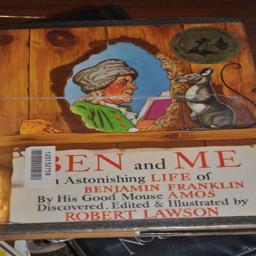 BEN and ME
An Astonishing LIFE of
BENJAMIN FRANKLIN
By His Good Mouse AMOS
Discovered, Edited & Illustrated by
ROBERT LAWSON